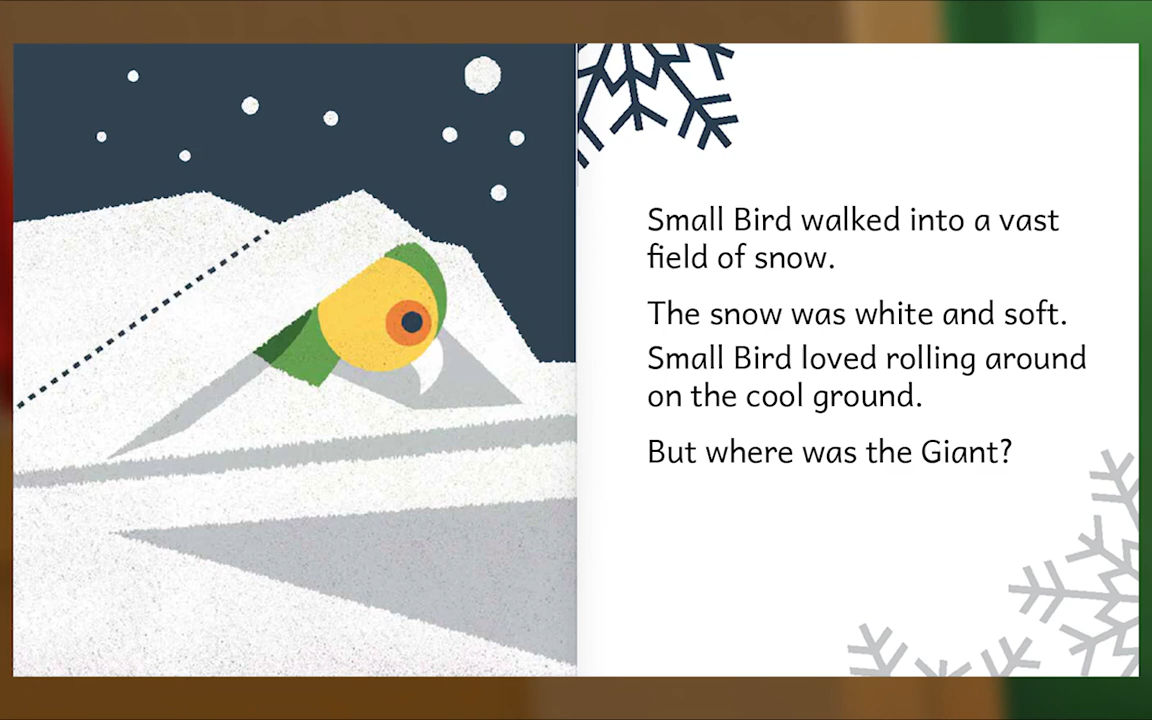 Small Bird walked into a vast
field of snow.
The snow was white and soft.
Small Bird loved rolling around
on the cool ground.
But where was the Giant?